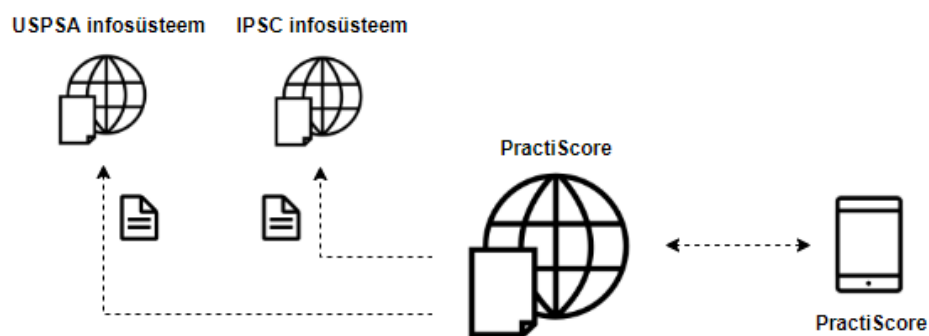 USPSA infosüsteem
IPSC infosüsteem
PractiScore
PractiScore